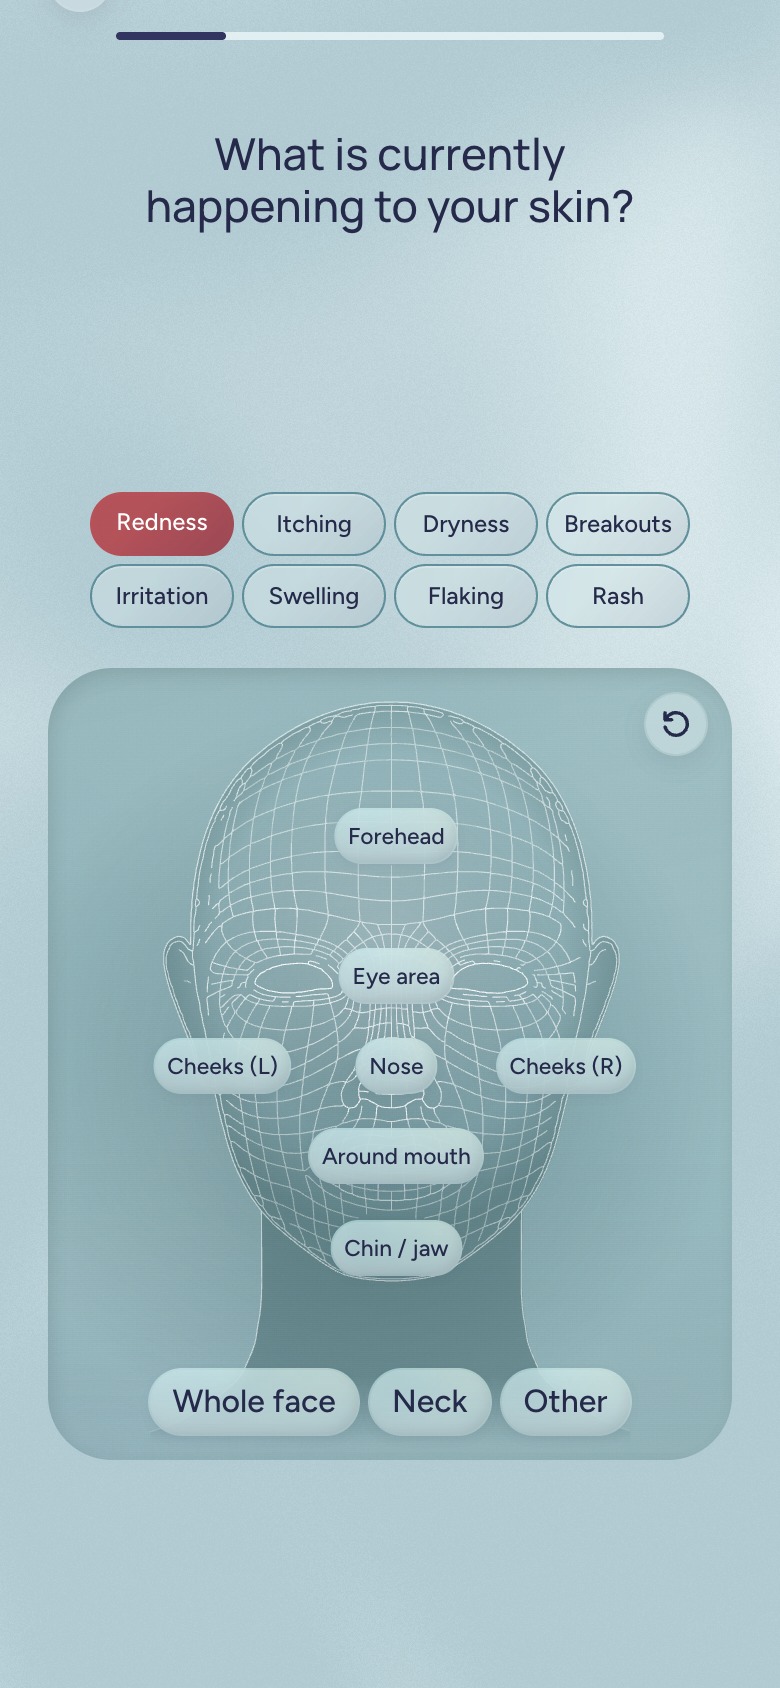 What is currently
happening to your skin?
Redness Itching Dryness Breakouts
Irritation Swelling Flaking Rash
Forehead
Eye area
Cheeks (L) Nose Cheeks (R)
Around mouth
Chin / jaw
Whole face Neck Other